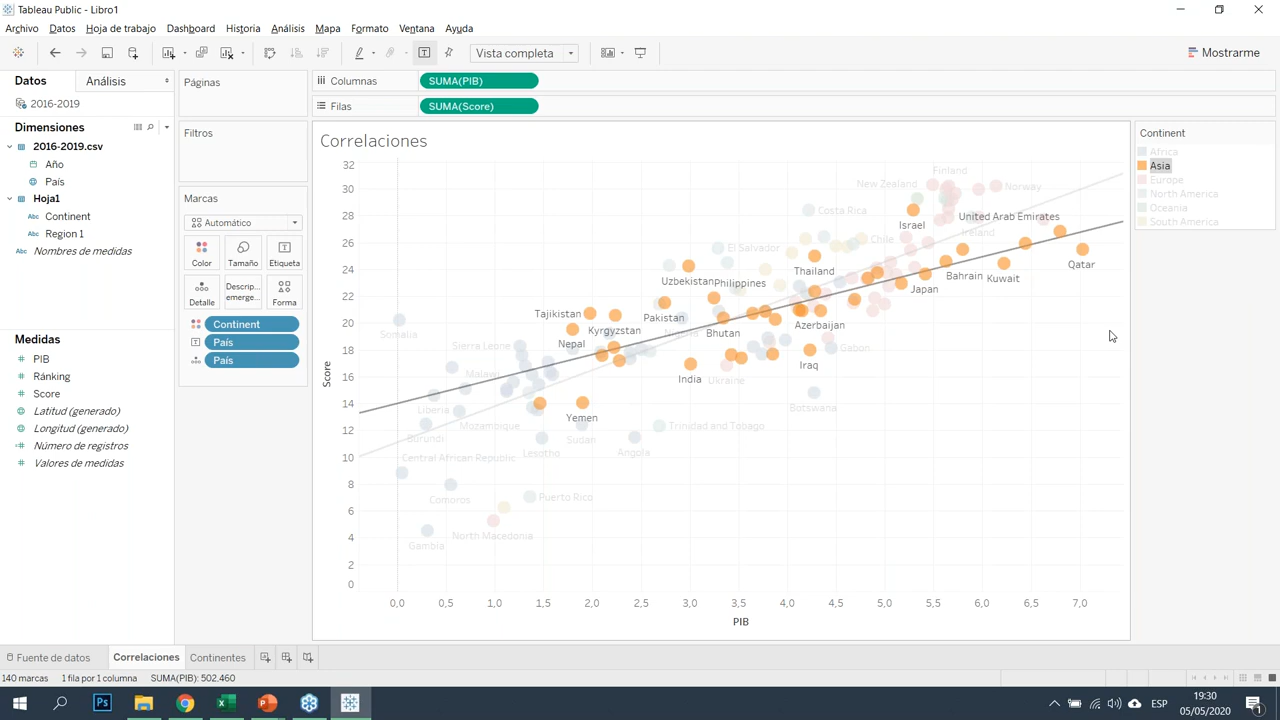 Tableau Public - Libro1
Archivo Datos Hoja de trabajo Dashboard Historia Análisis Mapa Formato Ventana Ayuda
Vista completa
Mostrarme
Datos Análisis
2016-2019
Dimensiones
2016-2019.csv
Año
País
Hoja1
Abc Continent
Abc Region 1
Abc Nombres de medidas
Medidas
PIB
Ránking
Score
Latitud (generado)
Longitud (generado)
Número de registros
Valores de medidas
Páginas
Filtros
Marcas
Automático
Color Tamaño Etiqueta
Detalle Descrip... emerge... Forma
Continent
País
País
Columnas SUMA(PIB)
Filas SUMA(Score)
Correlaciones
32
30
28
26
24
22
20
18
16
14
12
10
8
6
4
2
0
Score
Finland
New Zealand
Norway
Costa Rica
United Arab Emirates
Israel
Ireland
Chile
El Salvador
Qatar
Thailand
Bahrain
Kuwait
Uzbekistan
Philippines
Japan
Tajikistan
Pakistan
Somalia
Azerbaijan
Kyrgyzstan
Bhutan
Nepal
Sierra Leone
Gabon
Iraq
Malawi
India
Ukraine
Liberia
Botswana
Yemen
Mozambique
Trinidad and Tobago
Burundi
Sudan
Lesotho
Angola
Central African Republic
Comoros
Puerto Rico
North Macedonia
Gambia
0,0 0,5 1,0 1,5 2,0 2,5 3,0 3,5 4,0 4,5 5,0 5,5 6,0 6,5 7,0
PIB
Continent
Africa
Asia
Europe
North America
Oceania
South America
Fuente de datos Correlaciones Continentes
140 marcas 1 fila por 1 columna SUMA(PIB): 502,460
Ps
ESP
19:30
05/05/2020
1